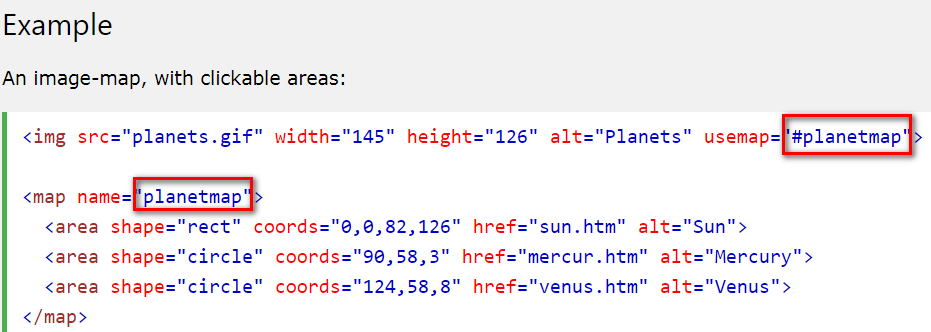 Example
An image-map, with clickable areas:
<img src="planets.gif" width="145" height="126" alt="Planets" usemap="#planetmap">
<map name="planetmap">
<area shape="rect" coords="0,0,82,126" href="sun.htm" alt="Sun">
<area shape="circle" coords="90,58,3" href="mercur.htm" alt="Mercury">
<area shape="circle" coords="124,58,8" href="venus.htm" alt="Venus">
</map>